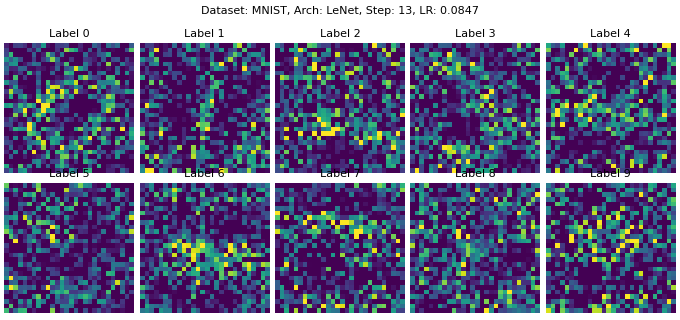 Dataset: MNIST, Arch: LeNet, Step: 13, LR: 0.0847
Label 0 Label 1 Label 2 Label 3 Label 4
Label 5 Label 6 Label 7 Label 8 Label 9